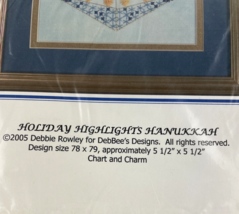 HOLIDAY HIGHLIGHTS HANUKKAH
©2005 Debbie Rowley for DebBee's Designs. All rights reserved.
Design size 78 x 79, approximately 5 1/2" x 5 1/2"
Chart and Charm